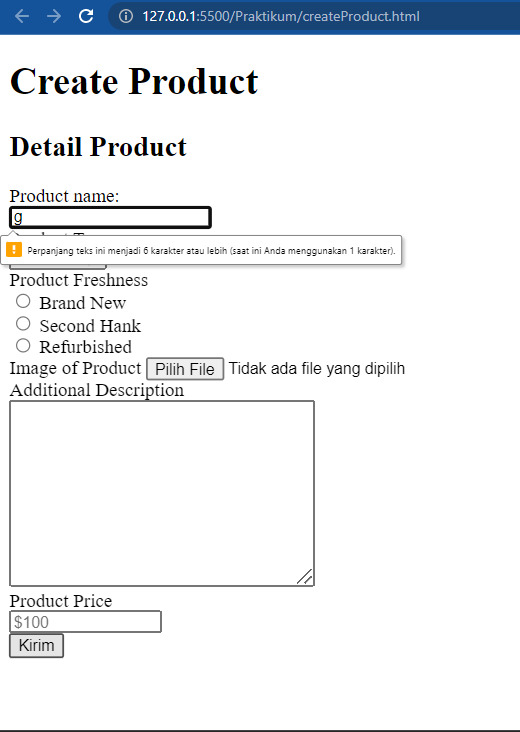 127.0.0.1:5500/Praktikum/createProduct.html
Create Product
Detail Product
Product name:
g
Perpanjang teks ini menjadi 6 karakter atau lebih (saat ini Anda menggunakan 1 karakter).
Product Freshness
Brand New
Second Hank
Refurbished
Image of Product Pilih File Tidak ada file yang dipilih
Additional Description
Product Price
$100
Kirim